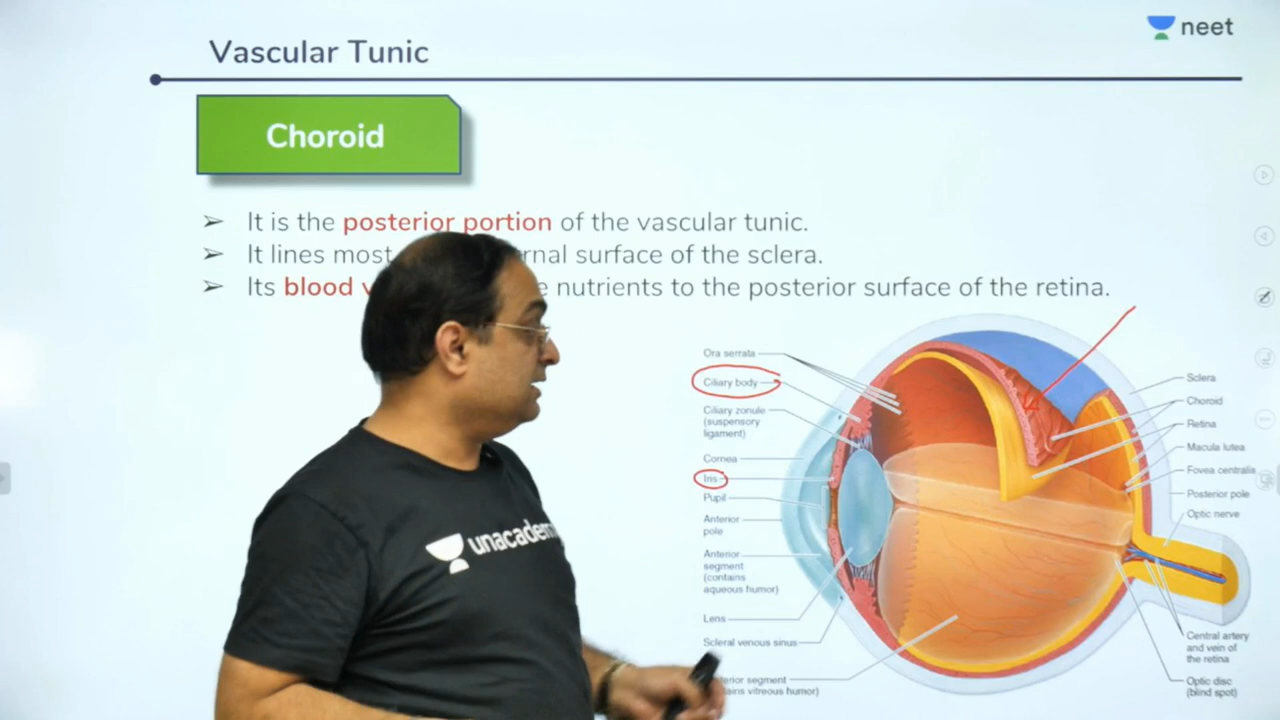 neet
Vascular Tunic
Choroid
➢ It is the posterior portion of the vascular tunic.
➢ It lines most surface of the sclera.
➢ Its blood nutrients to the posterior surface of the retina.
Ora serrata
Ciliary body
Ciliary zonule
(suspensory
ligament)
Cornea
Iris
Pupil
Anterior
pole
Anterior
segment
(contains
aqueous humor)
Lens
Scleral venous sinus
segment
vitreous humor)
Sclera
Choroid
Retina
Macula lutea
Fovea centralis
Posterior pole
Optic nerve
Central artery
and vein of
the retina
Optic disc
(blind spot)
unacadem